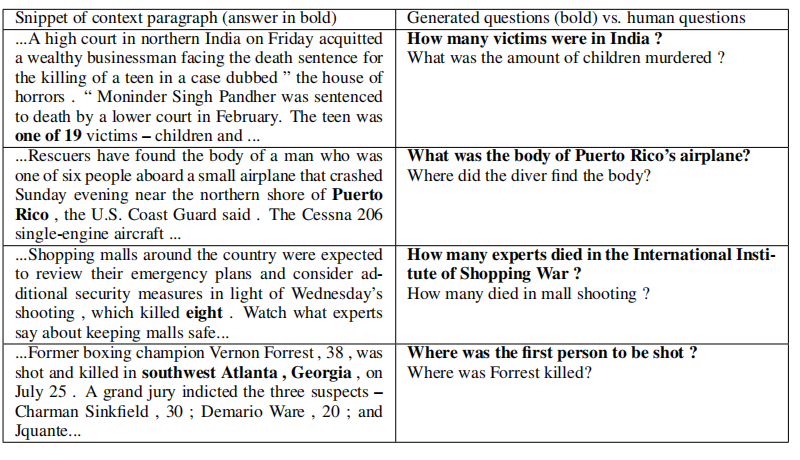 Snippet of context paragraph (answer in bold)
Generated questions (bold) vs. human questions
...A high court in northern India on Friday acquitted
a wealthy businessman facing the death sentence for
the killing of a teen in a case dubbed ” the house of
horrors . “ Moninder Singh Pandher was sentenced
to death by a lower court in February. The teen was
one of 19 victims – children and ...
How many victims were in India ?
What was the amount of children murdered ?
...Rescuers have found the body of a man who was
one of six people aboard a small airplane that crashed
Sunday evening near the northern shore of Puerto
Rico , the U.S. Coast Guard said . The Cessna 206
single-engine aircraft ...
What was the body of Puerto Rico’s airplane?
Where did the diver find the body?
...Shopping malls around the country were expected
to review their emergency plans and consider ad-
ditional security measures in light of Wednesday’s
shooting , which killed eight . Watch what experts
say about keeping malls safe...
How many experts died in the International Insti-
tute of Shopping War ?
How many died in mall shooting ?
...Former boxing champion Vernon Forrest , 38 , was
shot and killed in southwest Atlanta , Georgia , on
July 25 . A grand jury indicted the three suspects –
Charman Sinkfield , 30 ; Demario Ware , 20 ; and
Jquante...
Where was the first person to be shot ?
Where was Forrest killed?